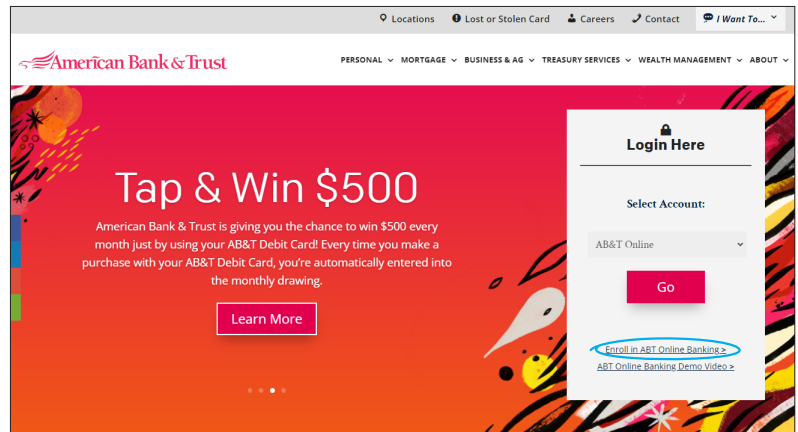 Locations Lost or Stolen Card Careers Contact I Want To...
American Bank & Trust
PERSONAL MORTGAGE BUSINESS & AG TREASURY SERVICES WEALTH MANAGEMENT ABOUT
Tap & Win $500
American Bank & Trust is giving you the chance to win $500 every
month just by using your AB&T Debit Card! Every time you make a
purchase with your AB&T Debit Card, you're automatically entered into
the monthly drawing.
Learn More
Login Here
Select Account:
AB&T Online
Go
Enroll in ABT Online Banking >
ABT Online Banking Demo Video >